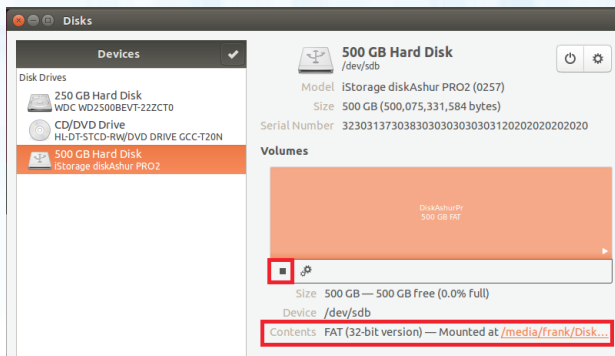 Disks
Devices
Disk Drives
250 GB Hard Disk
WDC WD2500BEVT-22ZCT0
CD/DVD Drive
HL-DT-STCD-RW/DVD DRIVE GCC-T20N
500 GB Hard Disk
iStorage diskAshur PRO2
500 GB Hard Disk
/dev/sdb
Model iStorage diskAshur PRO2 (0257)
Size 500 GB (500,075,331,584 bytes)
Serial Number
Volumes
DiskAshurPr
500 GB FAT
Size 500 GB — 500 GB free (0.0% full)
Device /dev/sdb
Contents FAT (32-bit version) — Mounted at /media/frank/Disk...